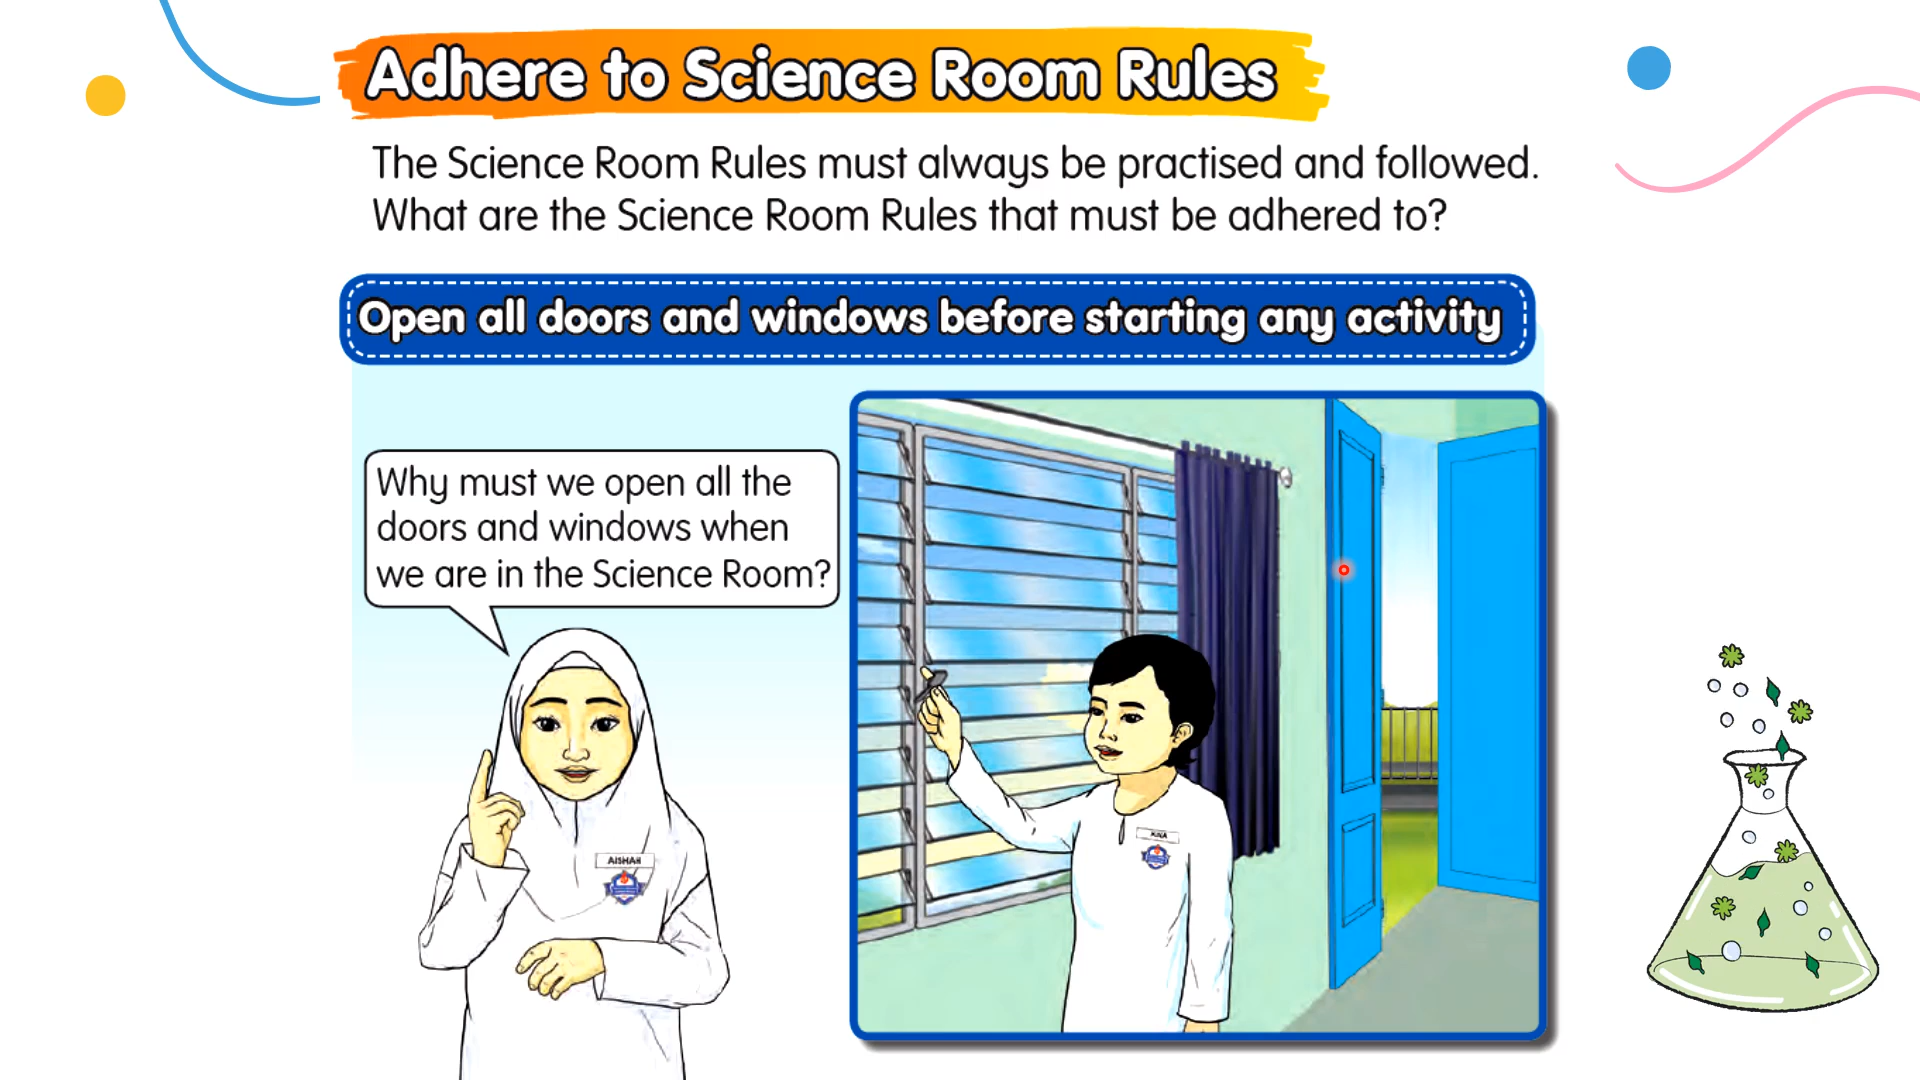 Adhere to Science Room Rules
The Science Room Rules must always be practised and followed.
What are the Science Room Rules that must be adhered to?
Open all doors and windows before starting any activity
Why must we open all the
doors and windows when
we are in the Science Room?
AISHAH